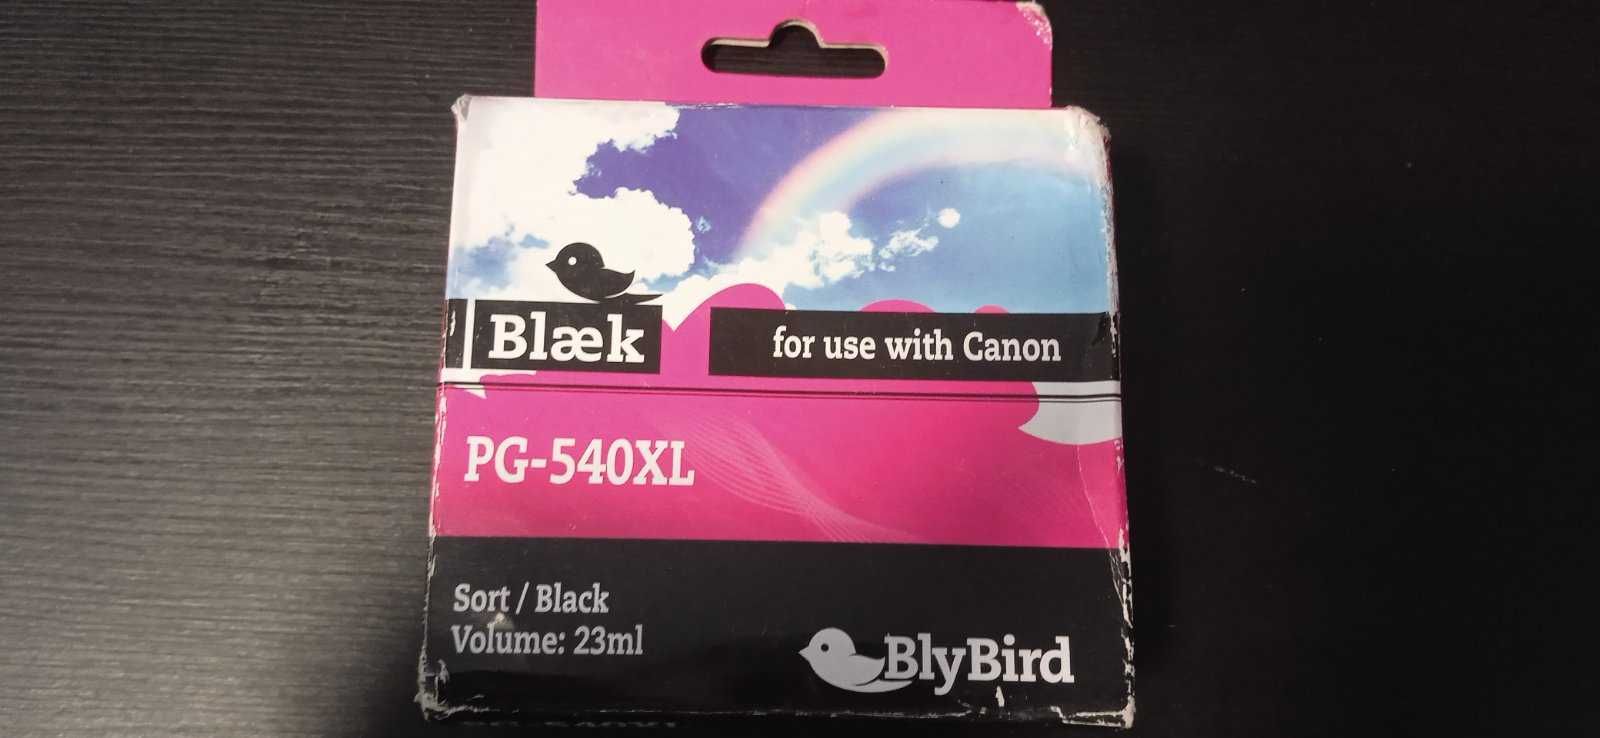 Blæk
for use with Canon
PG-540XL
Sort / Black
Volume: 23ml
BlyBird